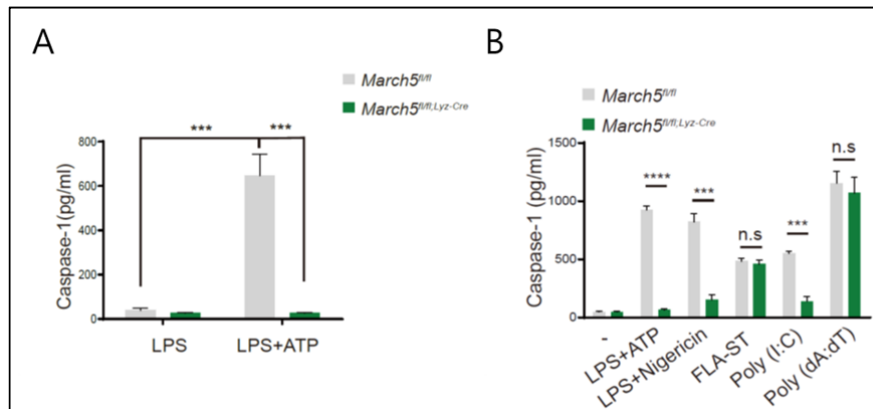 A
March5fl/fl
March5fl/fl;Lyz-Cre
***
***
Caspase-1(pg/ml)
800
600
400
200
0
LPS
LPS+ATP
B
March5fl/fl
March5fl/fl;Lyz-Cre
Caspase-1 (pg/ml)
1500
1000
500
0
****
***
n.s
***
n.s
-
LPS+ATP
LPS+Nigericin
FLA-ST
Poly (I:C)
Poly (dA:dT)